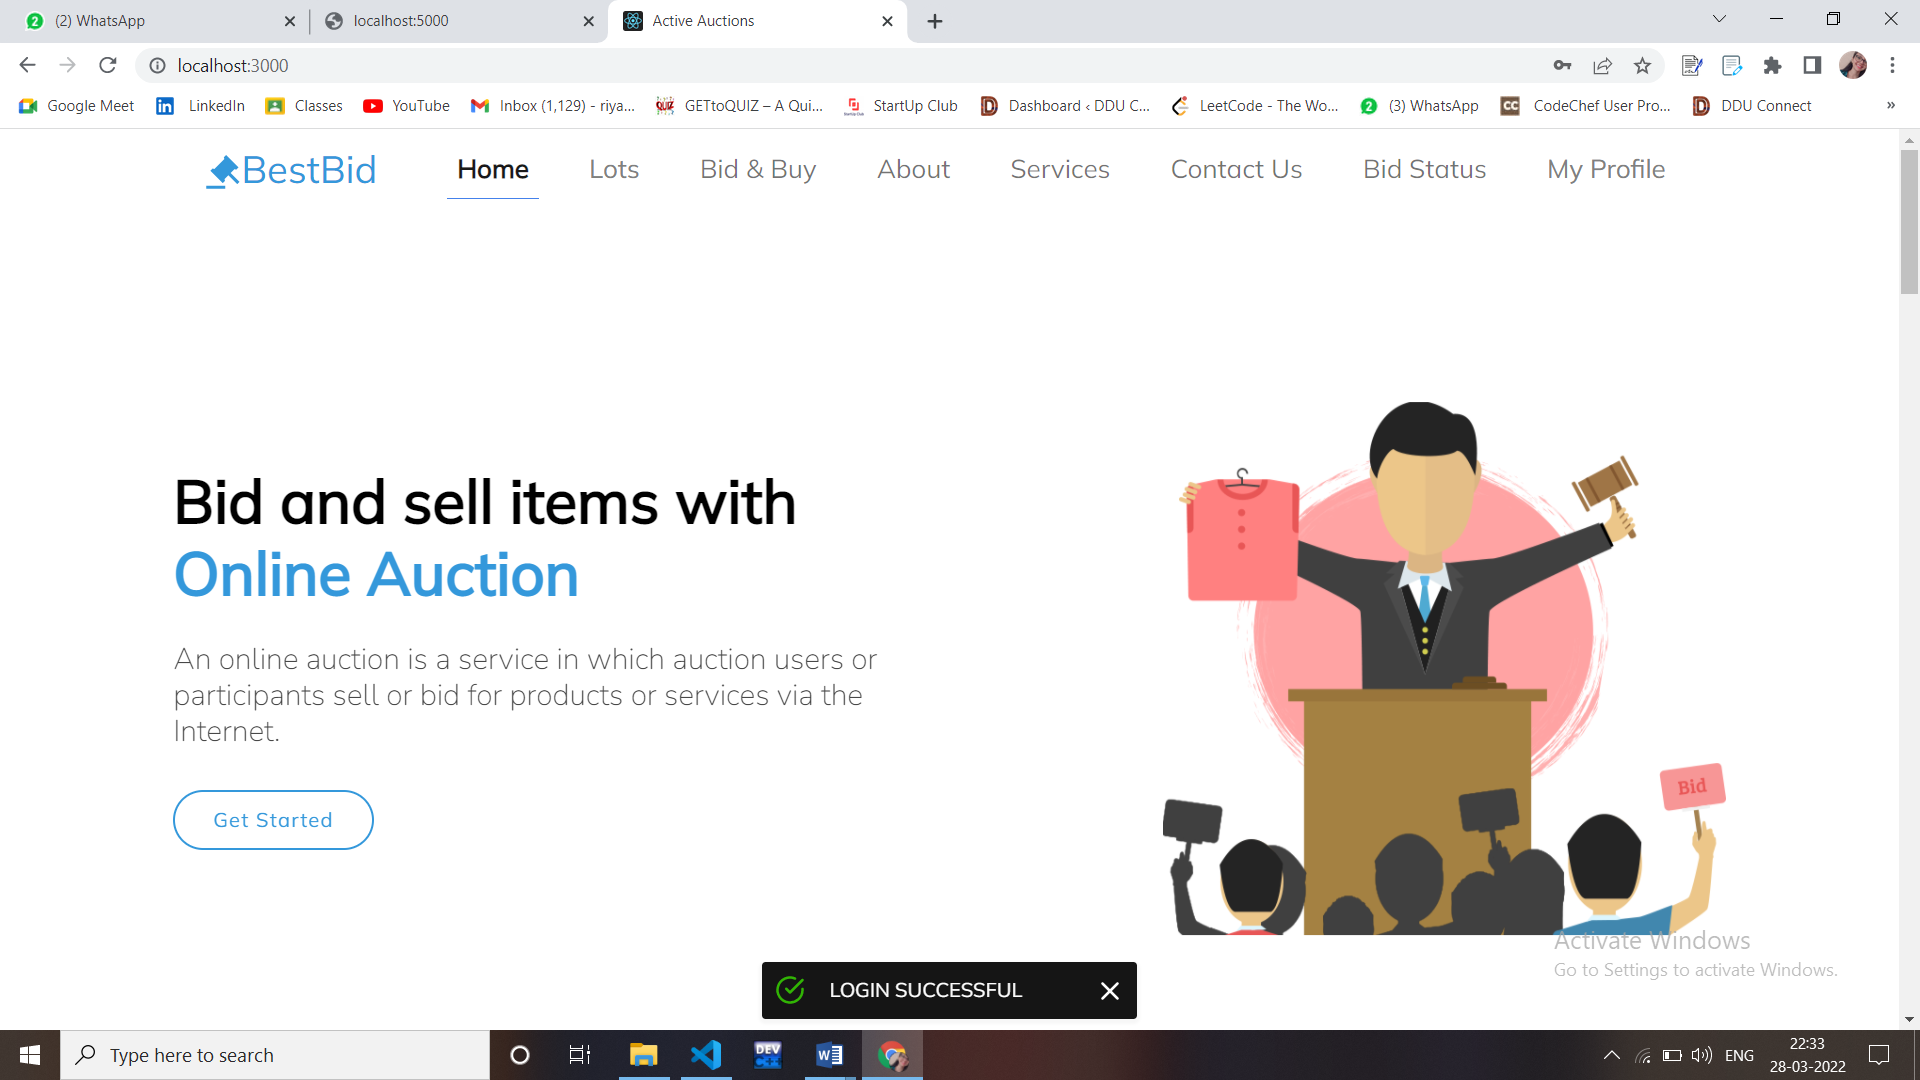 (2) WhatsApp
localhost:5000
Active Auctions
localhost:3000
Google Meet
LinkedIn
Classes
YouTube
Inbox (1,129) - riya...
GETtoQUIZ – A Qui...
StartUp Club
Dashboard ‹ DDU C...
LeetCode - The Wo...
(3) WhatsApp
CodeChef User Pro...
DDU Connect
»
BestBid
Home
Lots
Bid & Buy
About
Services
Contact Us
Bid Status
My Profile
Bid and sell items with
Online Auction
An online auction is a service in which auction users or
participants sell or bid for products or services via the
Internet.
Get Started
Bid
Activate Windows
Go to Settings to activate Windows.
LOGIN SUCCESSFUL
Type here to search
DEV
C++
ENG
22:33
28-03-2022